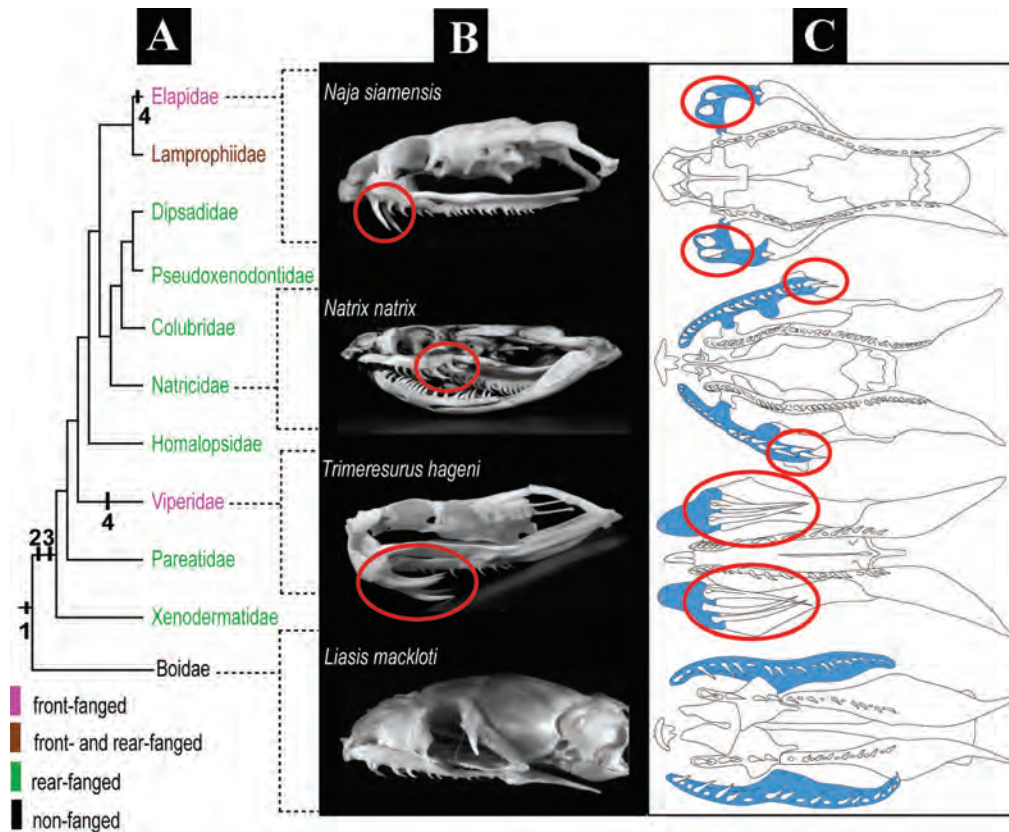 A
B
C
Elapidae
4
Lamprophiidae
Dipsadidae
Pseudoxenodontidae
Colubridae
Natricidae
Homalopsidae
Viperidae
4
23
Pareatidae
Xenodermatidae
1
Boidae
front-fanged
front- and rear-fanged
rear-fanged
non-fanged
Naja siamensis
Natrix natrix
Trimeresurus hageni
Liasis mackloti